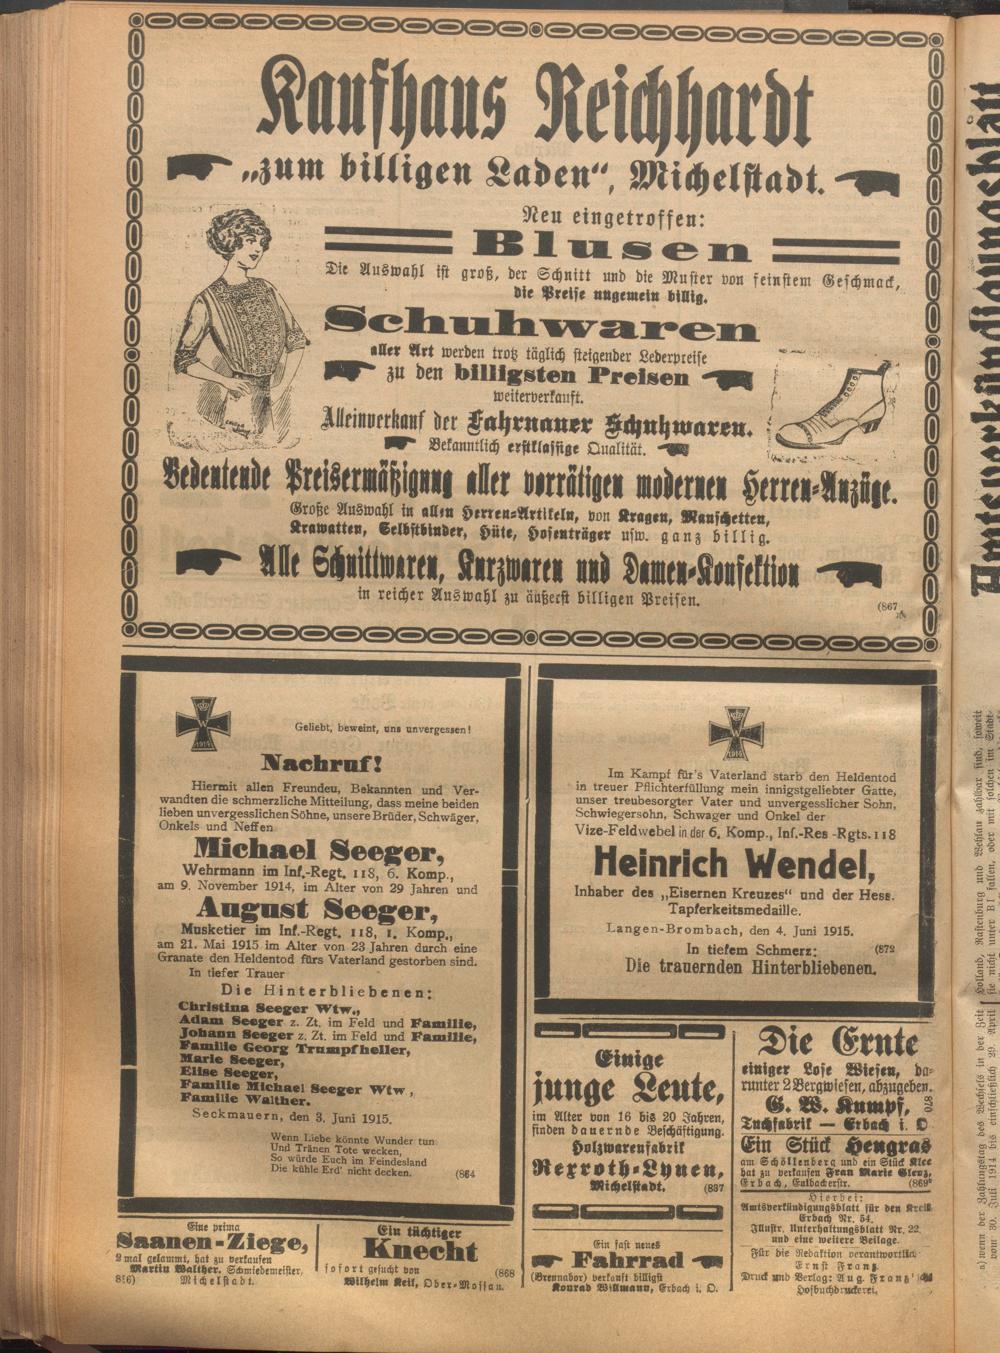 Kaufhaus Reichhardt
„zum billigen Laden“, Michelstadt.
Neu eingetroffen:
Blusen
Die Auswahl ist groß, der Schnitt und die Muster von feinstem Geschmack,
die Preise ungemein billig.
Schuhwaren
aller Art werden trotz täglich steigender Lederpreise
zu den billigsten Preisen
weiterverkauft.
Alleinverkauf der Fahrnauer Schuhwaren.
Bekanntlich erstklassige Qualität.
Bedeutende Preisermäßigung aller vorrätigen modernen Herren-Anzüge.
Große Auswahl in allen Herren-Artikeln, von Kragen, Manschetten,
Krawatten, Selbstbinder, Hüte, Hosenträger usw. ganz billig.
Alle Schnittwaren, Kurzwaren und Damen-Konfektion
in reicher Auswahl zu äußerst billigen Preisen.
(867
W
1914
Geliebt, beweint, uns unvergessen!
Nachruf!
Hiermit allen Freundeu, Bekannten und Ver-
wandten die schmerzliche Mitteilung, dass meine beiden
lieben unvergesslichen Söhne, unsere Brüder, Schwäger,
Onkels und Neffen
Michael Seeger,
Wehrmann im Inf.-Regt. 118, 6. Komp.,
am 9. November 1914, im Alter von 29 Jahren und
August Seeger,
Musketier im Inf.-Regt. 118, 1. Komp.,
am 21. Mai 1915 im Alter von 23 Jahren durch eine
Granate den Heldentod fürs Vaterland gestorben sind.
In tiefer Trauer
Die Hinterbliebenen:
Christina Seeger Wtw.,
Adam Seeger z. Zt. im Feld und Familie,
Johann Seeger z. Zt. im Feld und Familie,
Familie Georg Trumpfheller,
Marie Seeger,
Elise Seeger,
Familie Michael Seeger Wtw,
Familie Walther.
Seckmauern, den 3. Juni 1915.
Wenn Liebe könnte Wunder tun
Und Tränen Tote wecken,
So würde Euch im Feindesland
Die kühle Erd' nicht decken.
(864
W
1914
Im Kampf für's Vaterland starb den Heldentod
in treuer Pflichterfüllung mein innigstgeliebter Gatte,
unser treubesorgter Vater und unvergesslicher Sohn,
Schwiegersöhn, Schwager und Onkel der
Vize-Feldwebel in der 6. Komp., Inf.-Res -Rgts. 118
Heinrich Wendel,
Inhaber des „Eisernen Kreuzes“ und der Hess.
Tapferkeitsmedaille.
Langen-Brombach, den 4. Juni 1915.
In tiefem Schmerz:
(872
Die trauernden Hinterbliebenen.
Einige
junge Leute,
im Alter von 16 bis 20 Jahren,
finden dauernde Beschäftigung.
Holzwarenfabrik
Rexroth-Lynen,
Michelstadt.
(837
Die Ernte
einiger Lose Wiesen, da-
runter 2 Bergwiesen, abzugeben.
G. W. Kumpf,
870
Tuchfabrik — Erbach i. O
Ein Stück Heugras
am Schöllenberg und ein Stück Klee
hat zu verkaufen Frau Marie Glenz,
Erbach, Eulbacherstr.
(869
Hierbei:
Amtsverkündigungsblatt für den Kreis
Erbach Nr. 54.
Illustr. Unterhaltungsblatt Nr. 22.
und eine weitere Beilage.
Für die Redaktion verantwortlich
Ernst Franz
Druck und Verlag: Aug. Franz'sche
Hofbuchdruckerei.
Eine prima
Saanen-Ziege,
2 mal gelammt, hat zu verkaufen
Martin Walther, Schmiedemeister,
Michelstadt.
Ein tüchtiger
Knecht
sofort gesucht von
(868
Wilhelm Keil, Ober-Mossau.
Ein fast neues
Fahrrad
(Brennabor) verkauft billigst
Konrad Willmann, Erbach i. O.
Amtsverkündigungsblatt